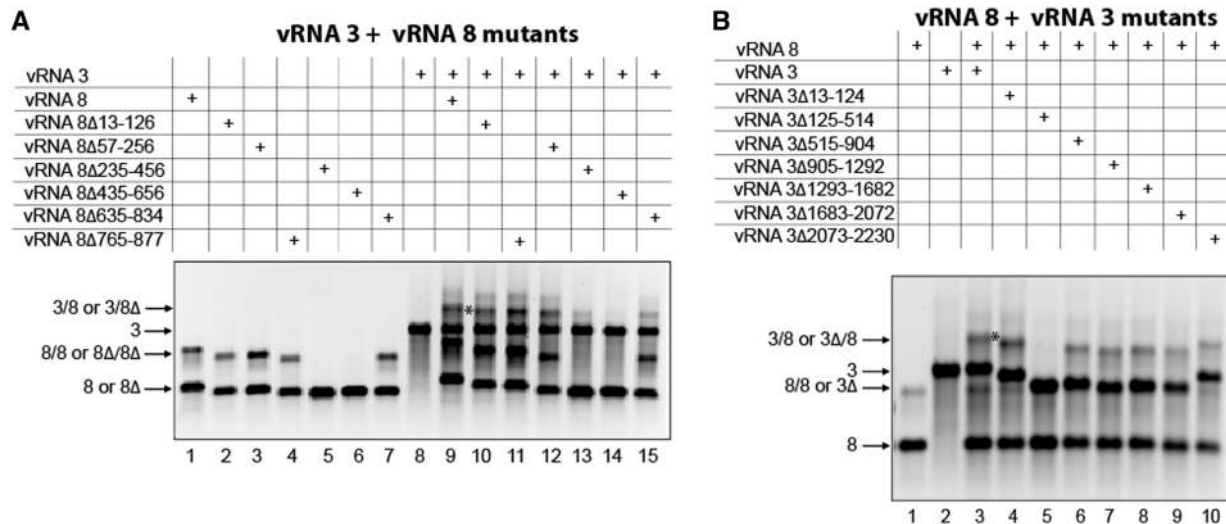 A
vRNA 3 + vRNA 8 mutants
vRNA 3 + + + + + + + +
vRNA 8 + +
vRNA 8Δ13-126 + +
vRNA 8Δ57-256 + +
vRNA 8Δ235-456 + +
vRNA 8Δ435-656 + +
vRNA 8Δ635-834 + +
vRNA 8Δ765-877 + +
3/8 or 3/8Δ
*
3
8/8 or 8Δ/8Δ
8 or 8Δ
1 2 3 4 5 6 7 8 9 10 11 12 13 14 15
B
vRNA 8 + vRNA 3 mutants
vRNA 8 + + + + + + + + +
vRNA 3 + +
vRNA 3Δ13-124 +
vRNA 3Δ125-514 +
vRNA 3Δ515-904 +
vRNA 3Δ905-1292 +
vRNA 3Δ1293-1682 +
vRNA 3Δ1683-2072 +
vRNA 3Δ2073-2230 +
3/8 or 3Δ/8
*
3
8/8 or 3Δ
8
1 2 3 4 5 6 7 8 9 10